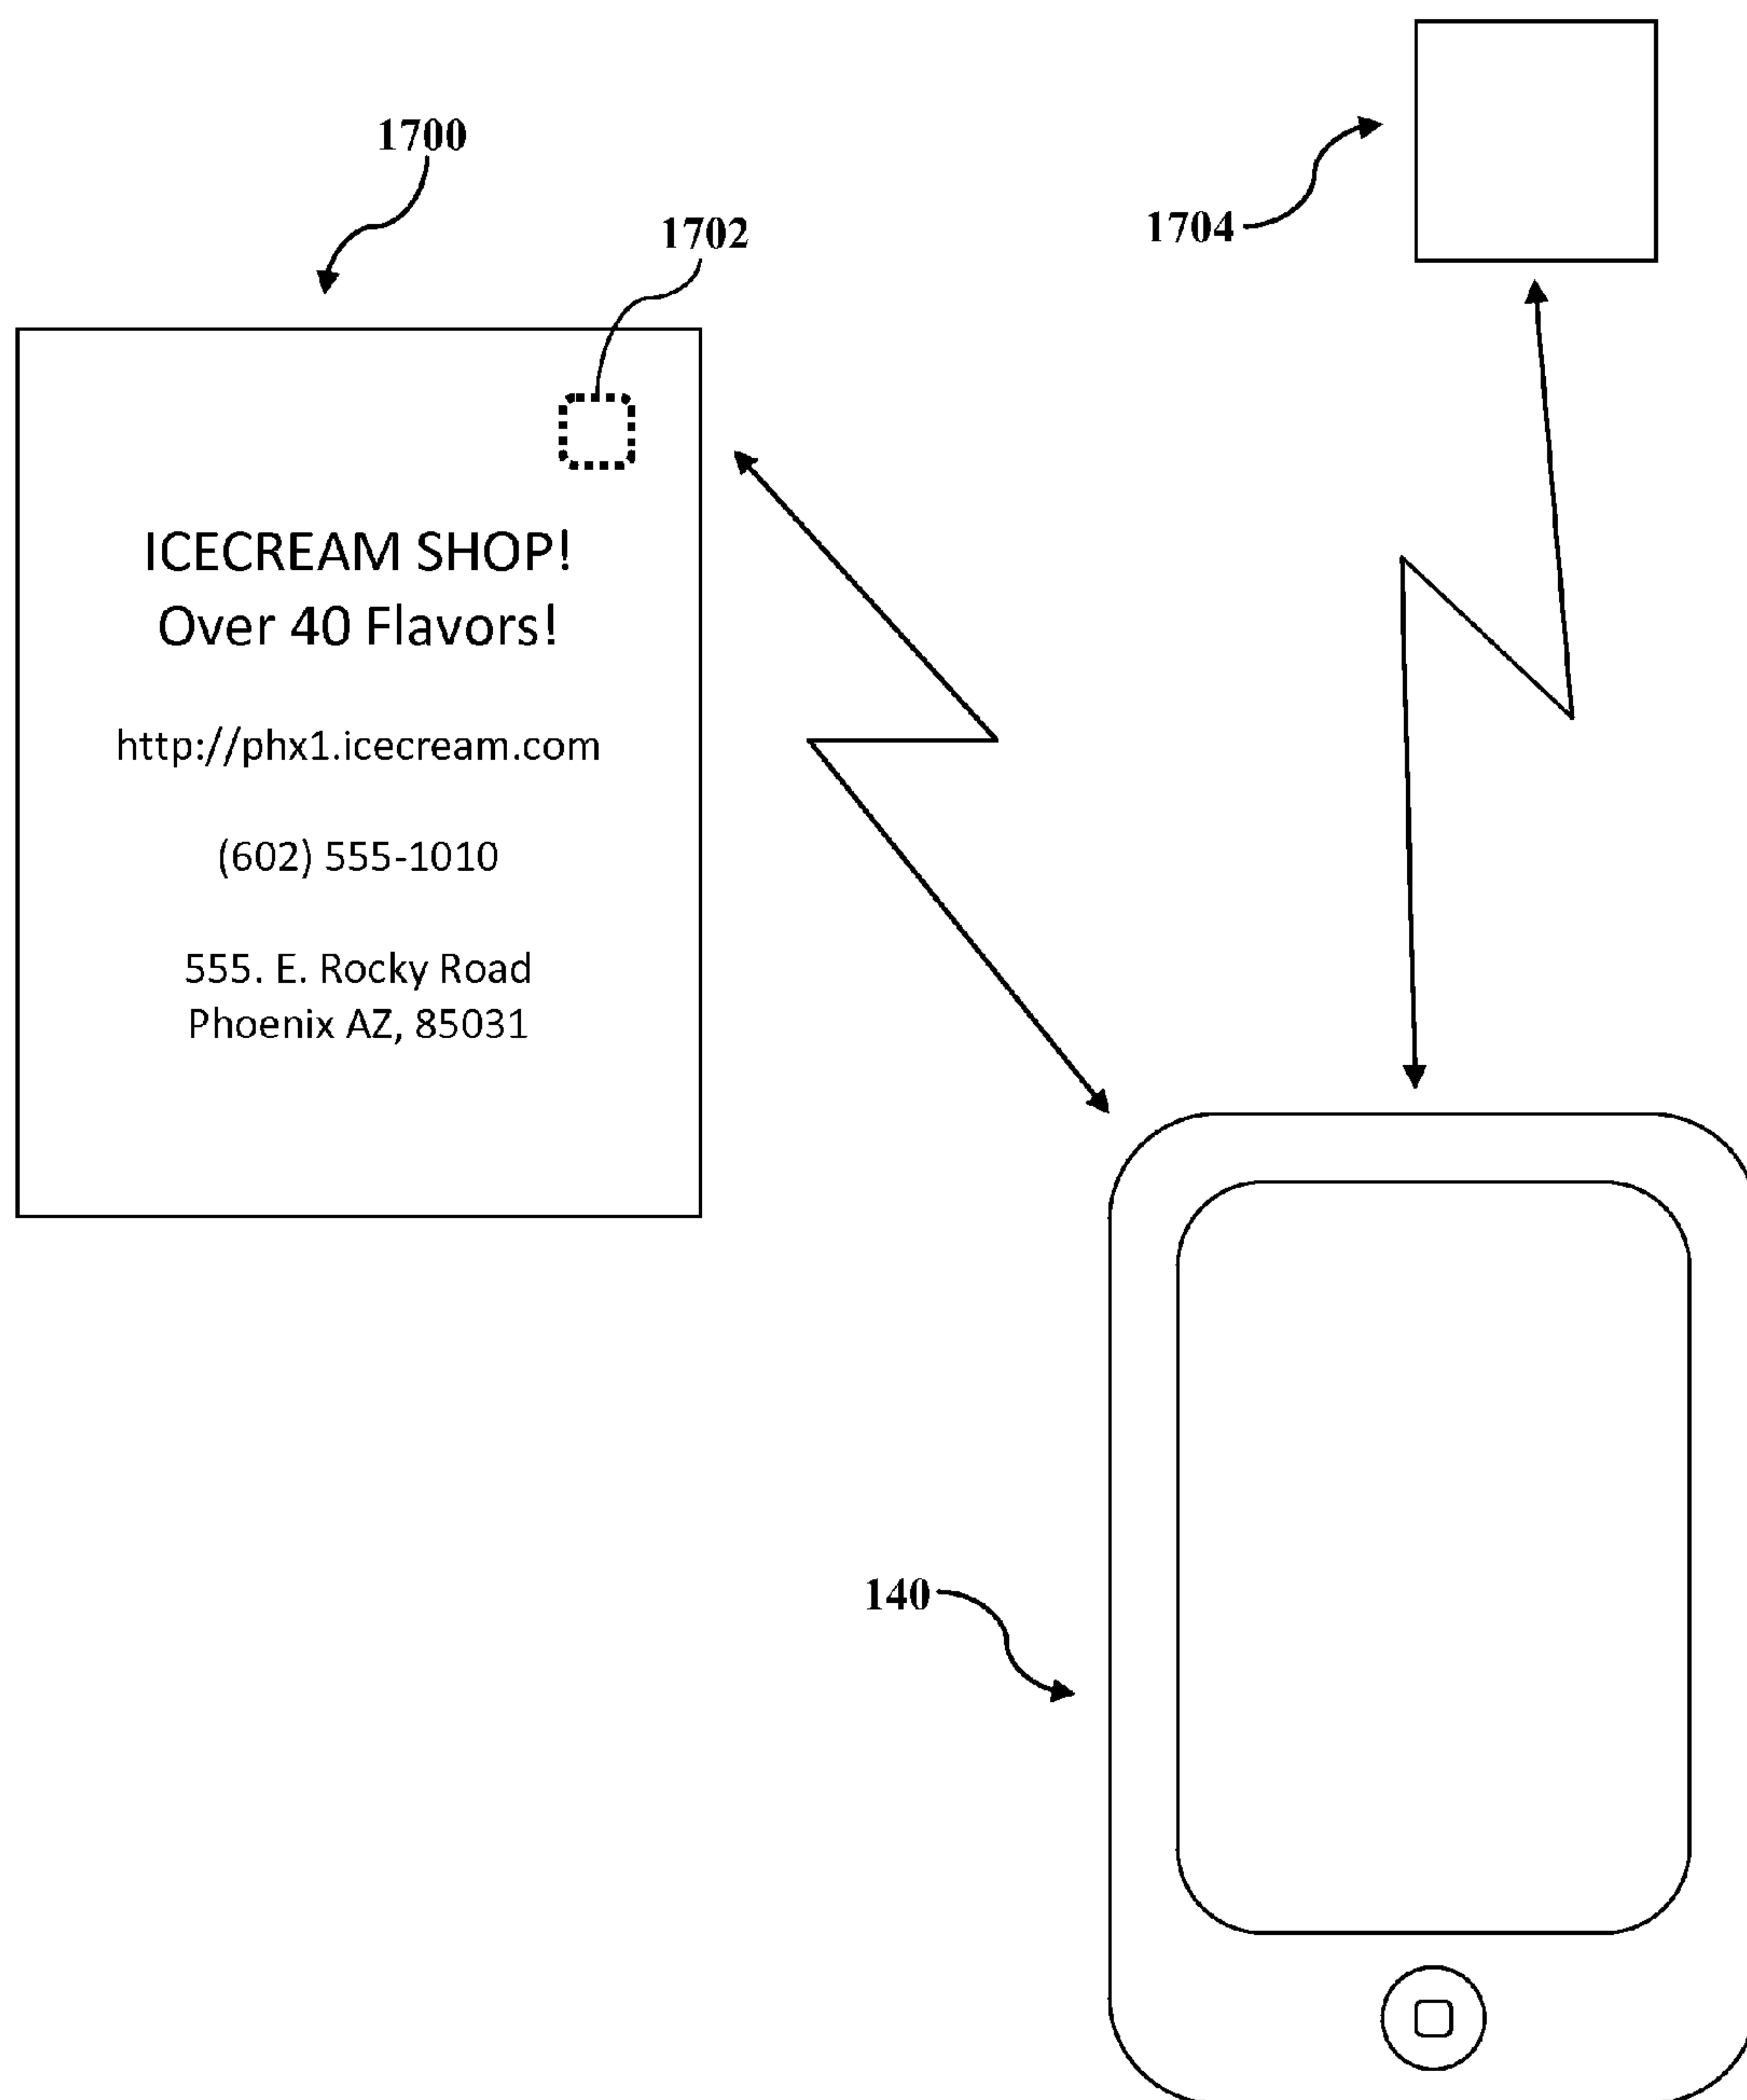 1700
1702
1704
ICECREAM SHOP!
Over 40 Flavors!
http://phx1.icecream.com
(602) 555-1010
555. E. Rocky Road
Phoenix AZ, 85031
140